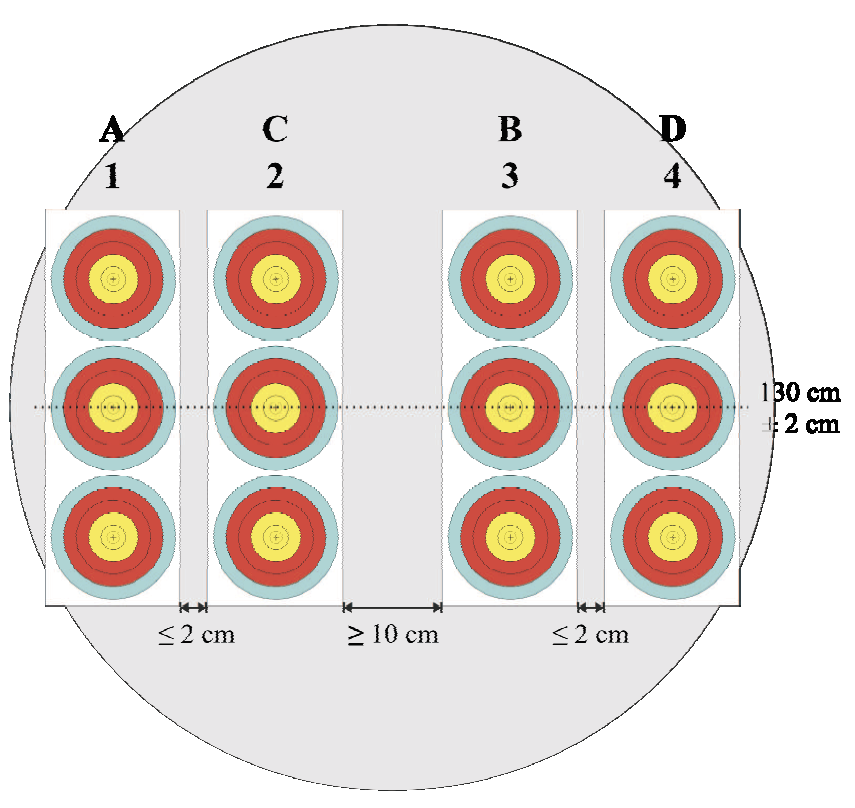 A C B D
1 2 3 4
130 cm
± 2 cm
≤ 2 cm ≥ 10 cm ≤ 2 cm